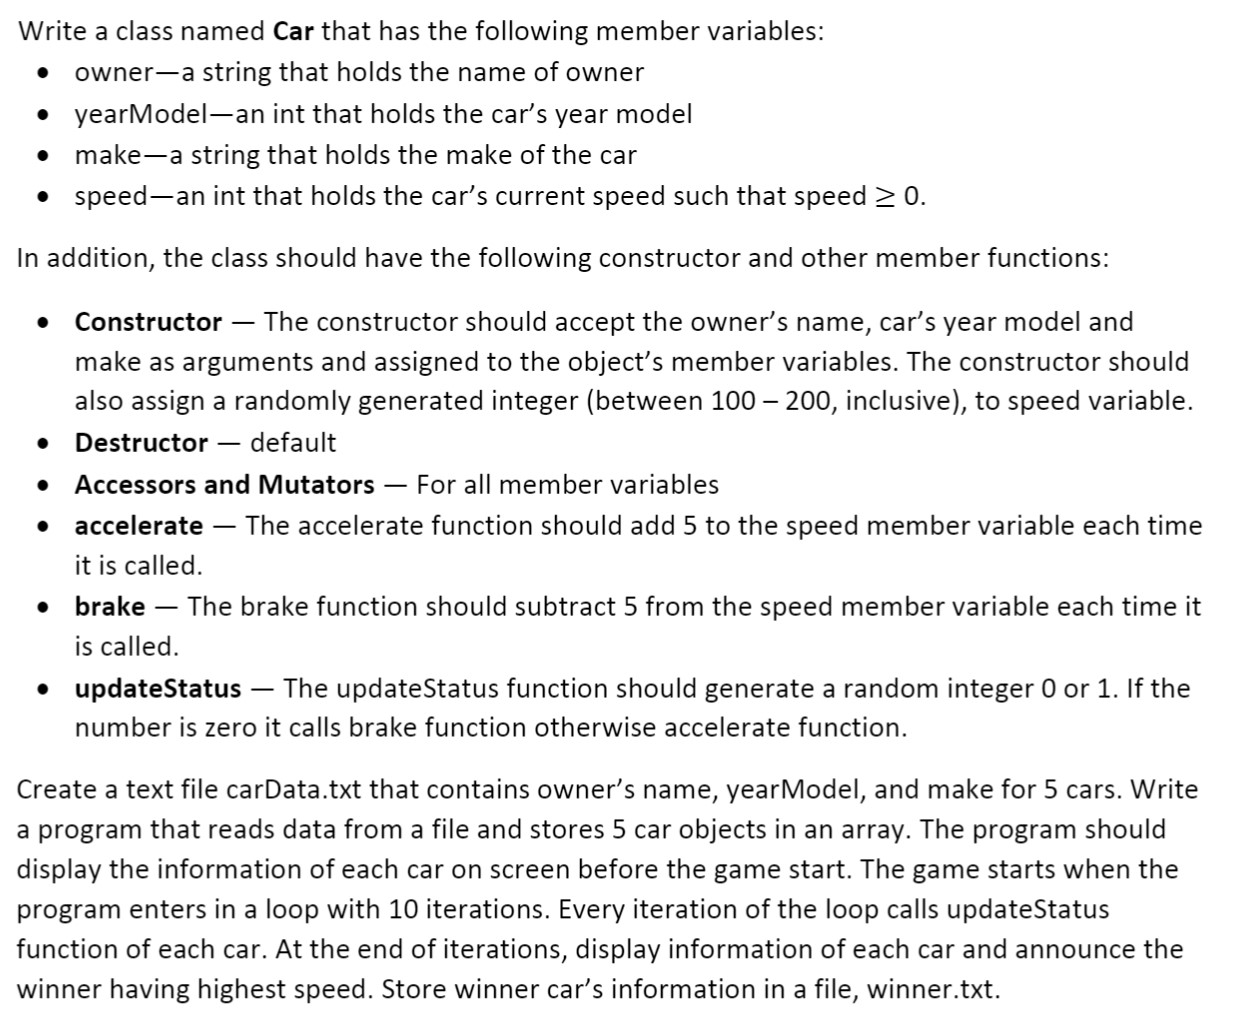 Write a class named Car that has the following member variables:
• owner—a string that holds the name of owner
• yearModel—an int that holds the car's year model
• make—a string that holds the make of the car
• speed—an int that holds the car's current speed such that speed ≥ 0.
In addition, the class should have the following constructor and other member functions:
• Constructor — The constructor should accept the owner's name, car's year model and
make as arguments and assigned to the object's member variables. The constructor should
also assign a randomly generated integer (between 100 – 200, inclusive), to speed variable.
• Destructor — default
• Accessors and Mutators — For all member variables
• accelerate — The accelerate function should add 5 to the speed member variable each time
it is called.
• brake — The brake function should subtract 5 from the speed member variable each time it
is called.
• updateStatus — The updateStatus function should generate a random integer 0 or 1. If the
number is zero it calls brake function otherwise accelerate function.
Create a text file carData.txt that contains owner's name, yearModel, and make for 5 cars. Write
a program that reads data from a file and stores 5 car objects in an array. The program should
display the information of each car on screen before the game start. The game starts when the
program enters in a loop with 10 iterations. Every iteration of the loop calls updateStatus
function of each car. At the end of iterations, display information of each car and announce the
winner having highest speed. Store winner car's information in a file, winner.txt.